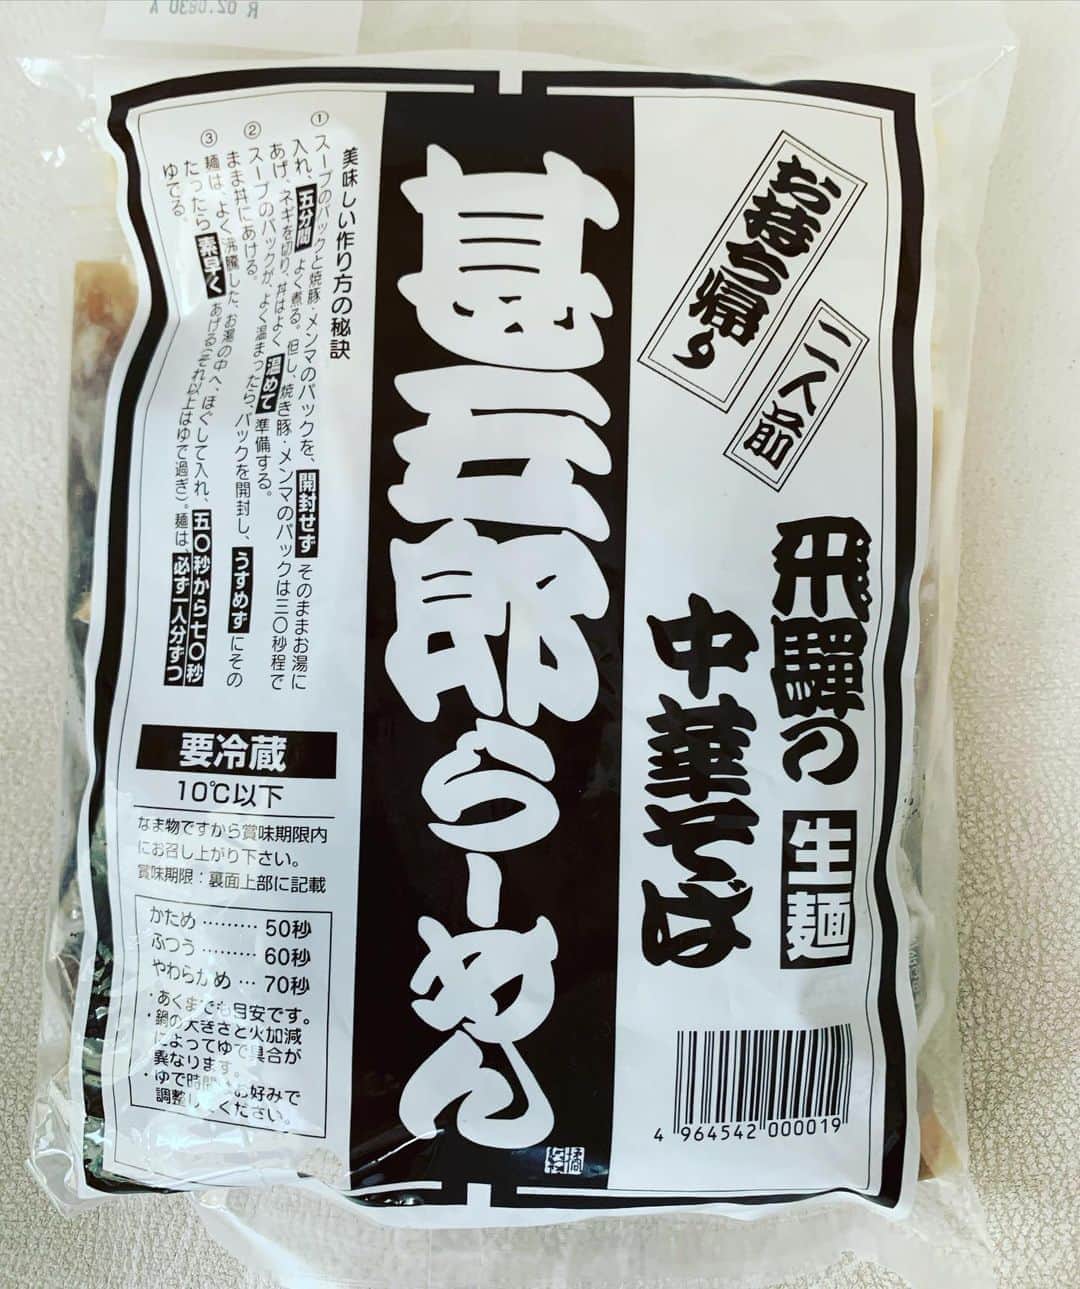 お持ち帰り
二人前
飛騨の生麺
中華そば
甚五郎らーめん
美味しい作り方の秘訣
① スープのパックと焼豚・メンマのパックを、開封せずそのままお湯に
入れ、五分間よく煮る。但し、焼き豚・メンマのパックは三〇秒程で
あげ、ネギを切り、丼はよく温めて準備する。
② スープのパックが、よく温まったら、パックを開封し、うすめずにその
まま丼にあける。
③ 麺は、よく沸騰した、お湯の中へ、ほぐして入れ、五〇秒から七〇秒
たったら素早くあげる(それ以上はゆで過ぎ)。麺は、必ず一人分ずつ
ゆでる。
要冷蔵
10℃以下
なま物ですから賞味期限内
にお召し上がり下さい。
賞味期限：裏面上部に記載
かため ……… 50秒
ふつう ……… 60秒
やわらかめ … 70秒
・あくまでも目安です。
・鍋の大きさと火加減
によってゆで具合が
異なります。
・ゆで時間 お好みで
調整 ください。
4 964542 000019
R 02.0830 A